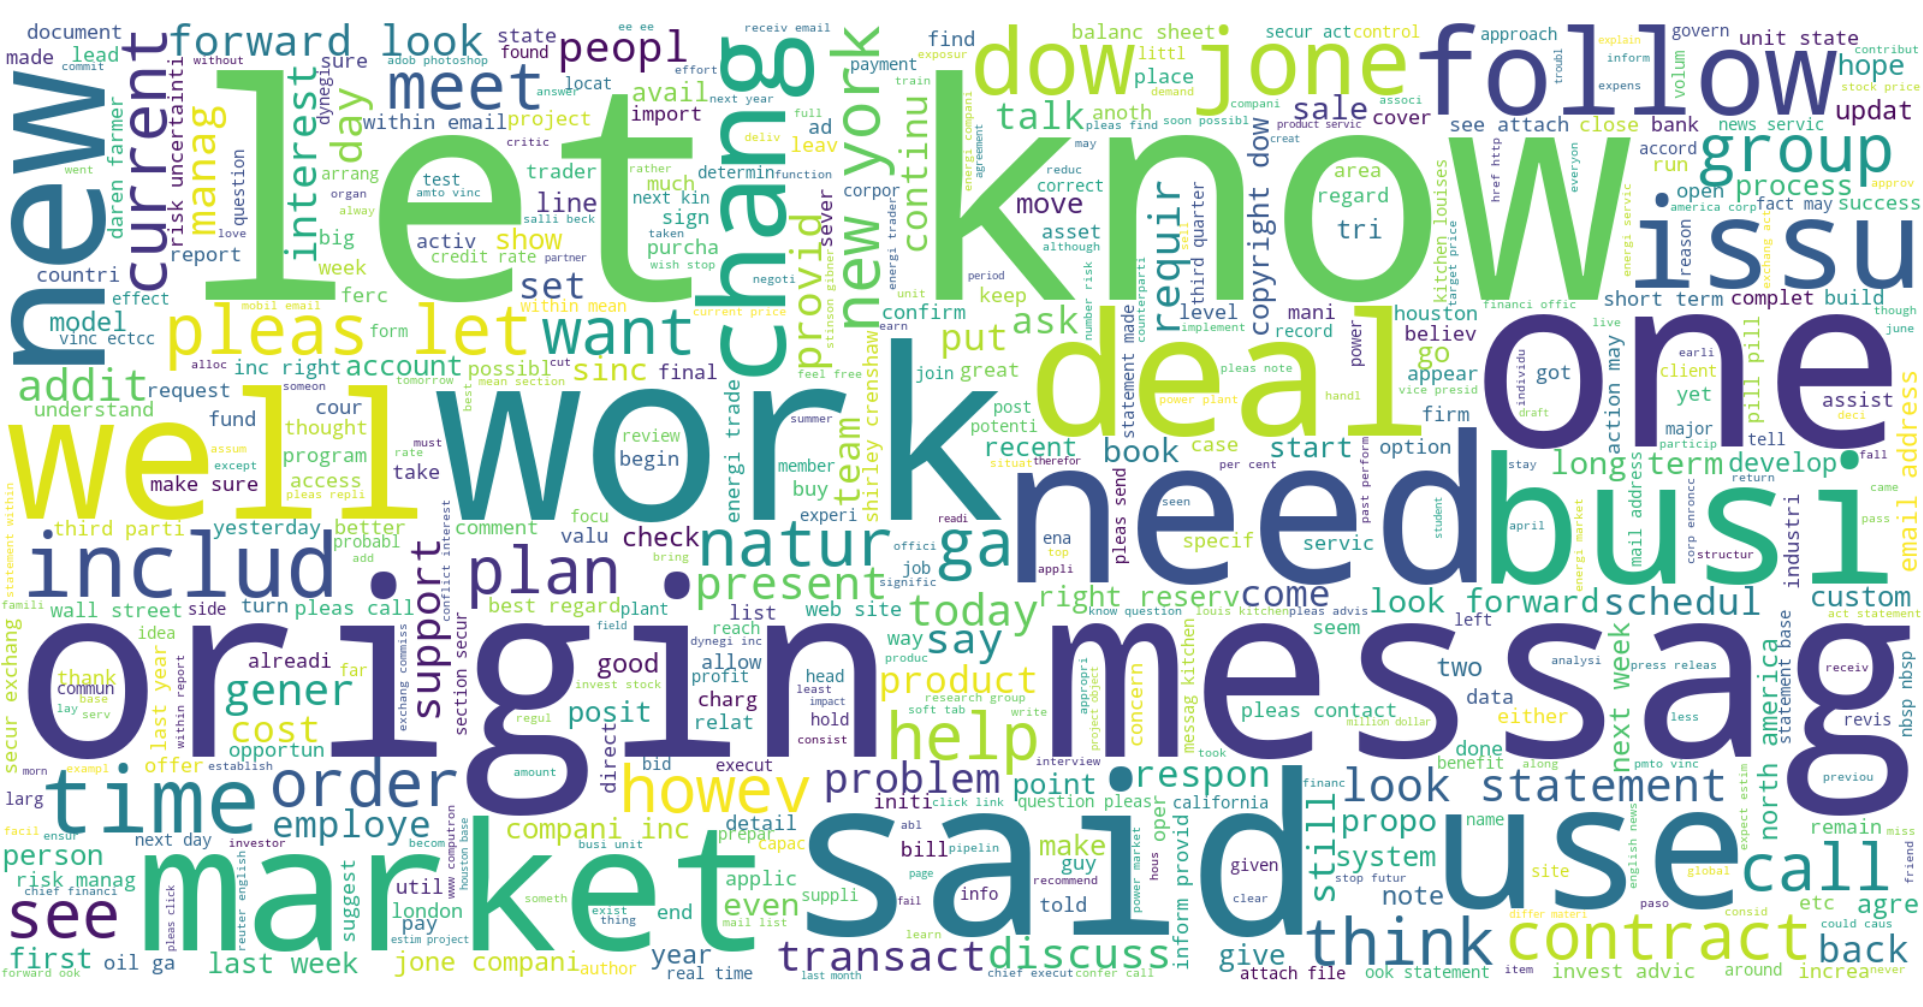 let know
origin messag
work
said
one
market
need
use
deal
well
new
follow
busi
issu
chang
dow jone
includ
time
contract
think
look statement
group
meet
current
pleas let
want
new york
natur ga
plan
forward look
peopl
manag
interest
day
provid
continu
talk
requir
copyright dow
put
ask
addit
account
set
show
support
present
today
help
product
say
howev
problem
order
employe
gener
cost
see
first
last week
jone compani
compani inc
transact
discuss
even
call
back
still
propo
system
respon
point
look forward
schedul
come
right reserv
custom
long term
develop
email address
north america
next week
process
updat
hope
sale
move
tri
document
made
lead
commit
without
state
found
sure
adob photoshop
locat
ee ee
receiv email
effort
avail
next year
import
answer
within email
project
critic
daren farmer
risk uncertainti
question
report
countri
effect
model
vinc ectcc
arrang
organ
alway
love
big
week
ferc
form
mobil email
test
amto vinc
activ
credit rate
partner
trader
line
salli beck
rather
much
next kin
sign
purcha
taken
wish stop
within mean
determin
function
ad
leav
full
deliv
negoti
current price
payment
find
exposur
train
corpor
sever
energi trader
stinson gibner
confirm
keep
unit
earn
period
energi compani
agreement
balanc sheet
littl
place
demand
anoth
pleas find
soon possibl
may
reduc
correct
asset
although
number risk
counterparti
secur act
control
compani
product servic
creat
cover
associ
area
regard
level
third quarter
mani
record
implement
sell
power
houston
believ
go
appear
kitchen louises
target price
approach
see attach
close
bank
expens
troubl
explain
inform
govern
volum
unit state
contribut
stock price
news servic
accord
run
href http
everyon
open
america corp
fact may
success
approv
energi servic
reason
exchang act
financi offic
short term
complet
build
though
june
live
alloc
inc right
possibl
sinc
final
cut
request
someon
tomorrow
mean section
best
understand
fund
cour
thought
program
access
pleas repli
assum
except
must
rate
take
make sure
third parti
yesterday
better
probabl
add
comment
focu
valu
check
bring
review
begin
energi trade
feel free
summer
member
buy
experi
team
shirley crenshaw
join
great
post
potenti
recent
book
situat
therefor
readi
statement made
pleas note
power plant
handl
case
start
per cent
option
vice presid
firm
individu
got
draft
earli
client
yet
major
particip
tell
action may
pill pill
assist
deci
stay
fall
return
came
pass
mail address
industri
corp enroncc
structur
april
student
past perform
energi market
specif
servic
pleas send
ena
top
appli
job
offici
signific
statement within
famili
wall street
side
turn
pleas call
conflict interest
best regard
plant
list
web site
reach
dynegi inc
way
produc
know question
louis kitchen
pleas advis
seem
left
two
data
analysi
press releas
act statement
statement base
secur exchang
idea
thank
commun
base
lay
serv
last year
within report
alreadi
far
opportun
offer
establish
exchang commiss
section secur
field
good
invest stock
regul
posit
allow
profit
charg
relat
head
least
impact
hold
consist
research group
soft tab
write
appropri
project object
concern
messag kitchen
pleas contact
million dollar
either
less
took
done
benefit
along
pmto vinc
revis
receiv
previou
nbsp nbsp
morn
exampl
larg
facil
ensur
next day
investor
becom
www computron
houston base
amount
direct
bid
execut
initi
click link
question pleas
interview
california
financ
name
expect estim
remain
miss
person
risk manag
chief financi
pleas click
reuter english
suggest
util
london
pay
estim project
busi unit
someth
exist
thing
author
detail
prepar
capac
applic
suppli
end
mail list
year
real time
last month
abl
bill
pipelin
page
fail
info
learn
make
guy
recommend
told
power market
hous
oper
inform provid
given
clear
give
chief execut
confer call
attach file
stop futur
note
site
english news
global
differ materi
paso
consid
etc
agre
friend
could caus
around
increa
never
item
invest advic
ook statement
oil ga
forward ook